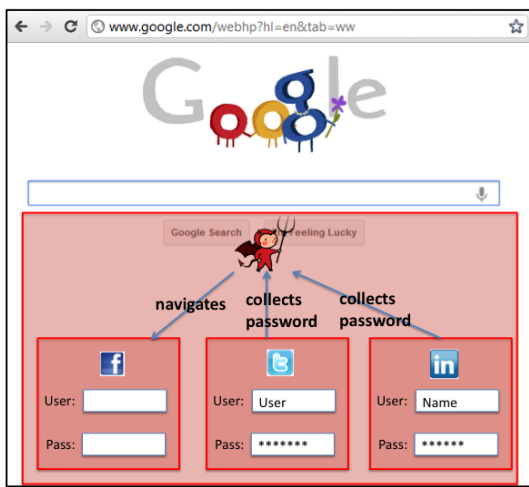 www.google.com/webhp?hl=en&tab=ww
Google
Google Search
Feeling Lucky
navigates
collects
password
collects
password
f
t
in
User:
User: User
User: Name
Pass:
Pass: *******
Pass: ******